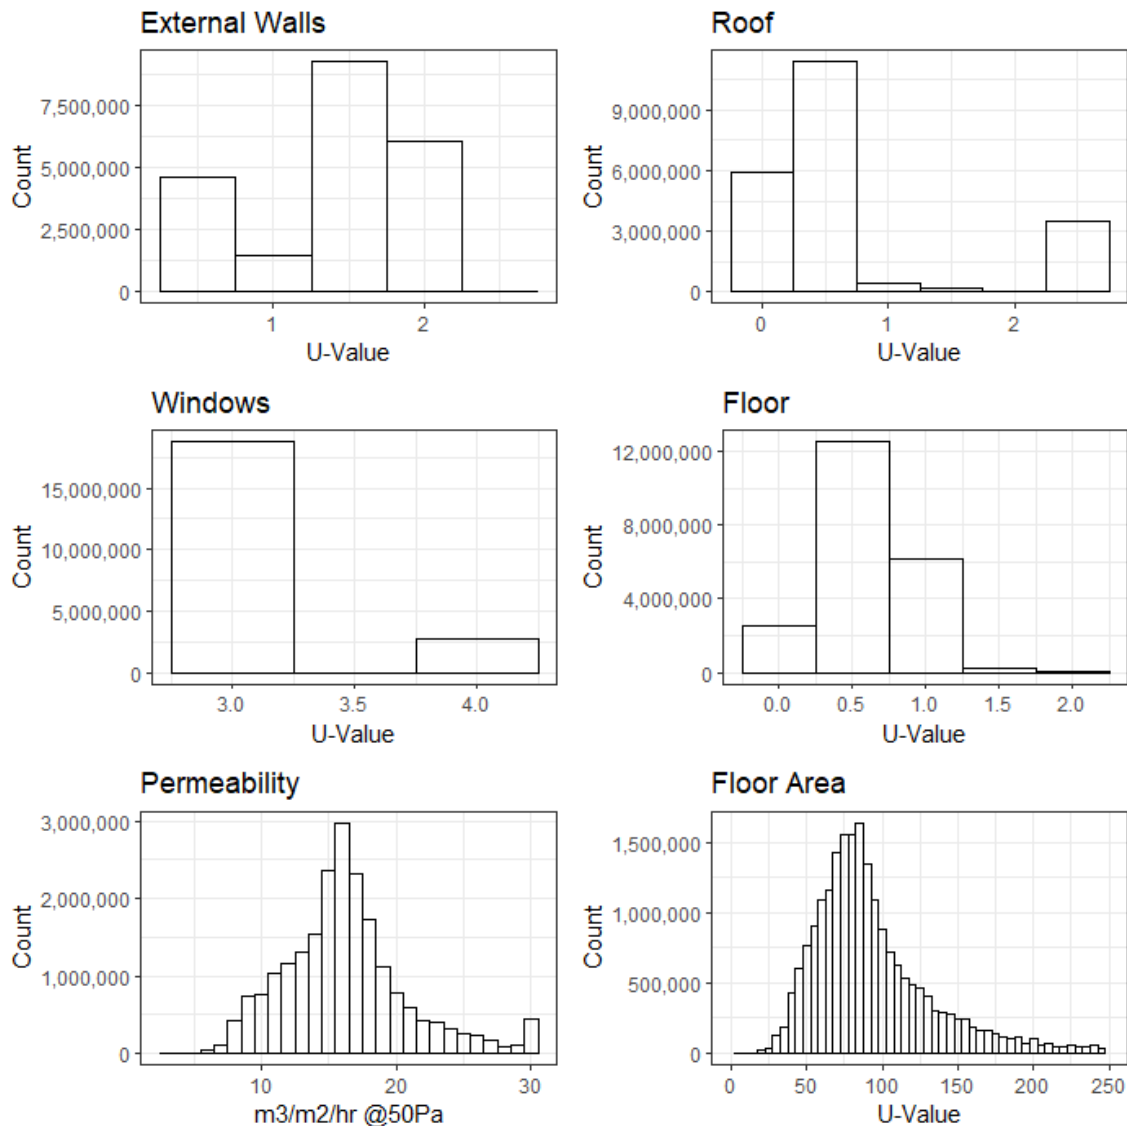 External Walls
Count
7,500,000
5,000,000
2,500,000
0
1 2
U-Value
Roof
Count
9,000,000
6,000,000
3,000,000
0
0 1 2
U-Value
Windows
Count
15,000,000
10,000,000
5,000,000
0
3.0 3.5 4.0
U-Value
Floor
Count
12,000,000
8,000,000
4,000,000
0
0.0 0.5 1.0 1.5 2.0
U-Value
Permeability
Count
3,000,000
2,000,000
1,000,000
0
10 20 30
m3/m2/hr @50Pa
Floor Area
Count
1,500,000
1,000,000
500,000
0
0 50 100 150 200 250
U-Value